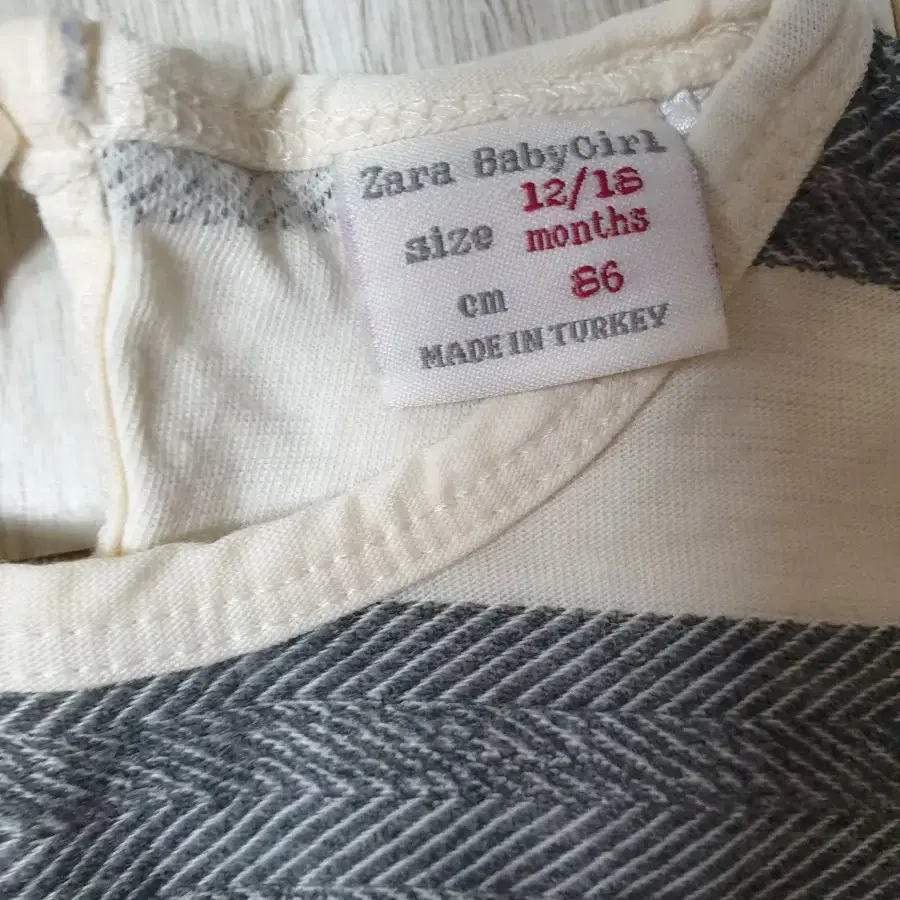 Zara BabyGirl
12/18
size months
cm 86
MADE IN TURKEY